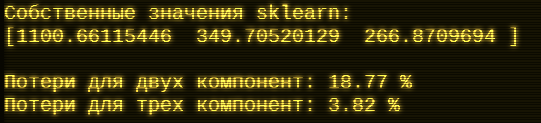 Собственные значения sklearn:
[1100.66115446 349.70520129 266.8709694 ]
Потери для двух компонент: 18.77 %
Потери для трех компонент: 3.82 %